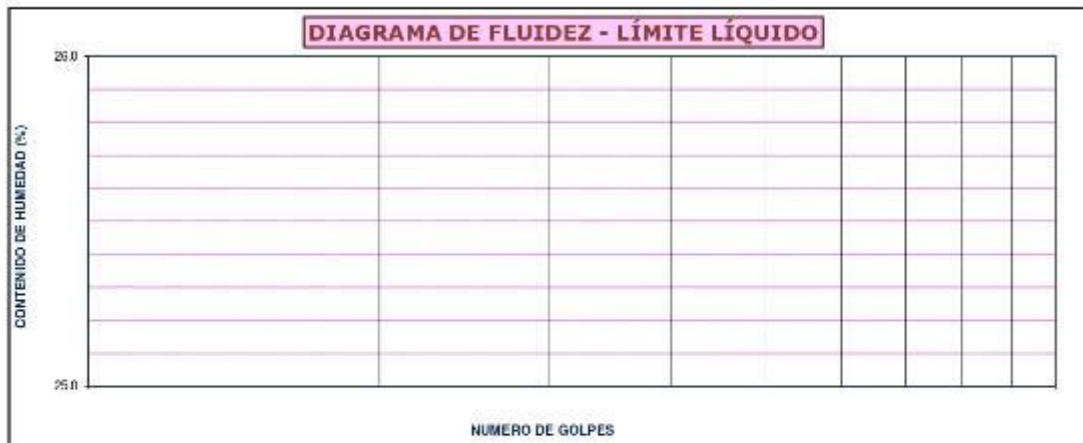 DIAGRAMA DE FLUIDEZ - LÍMITE LÍQUIDO
26.0
CONTENIDO DE HUMEDAD (%)
25.0
NUMERO DE GOLPES